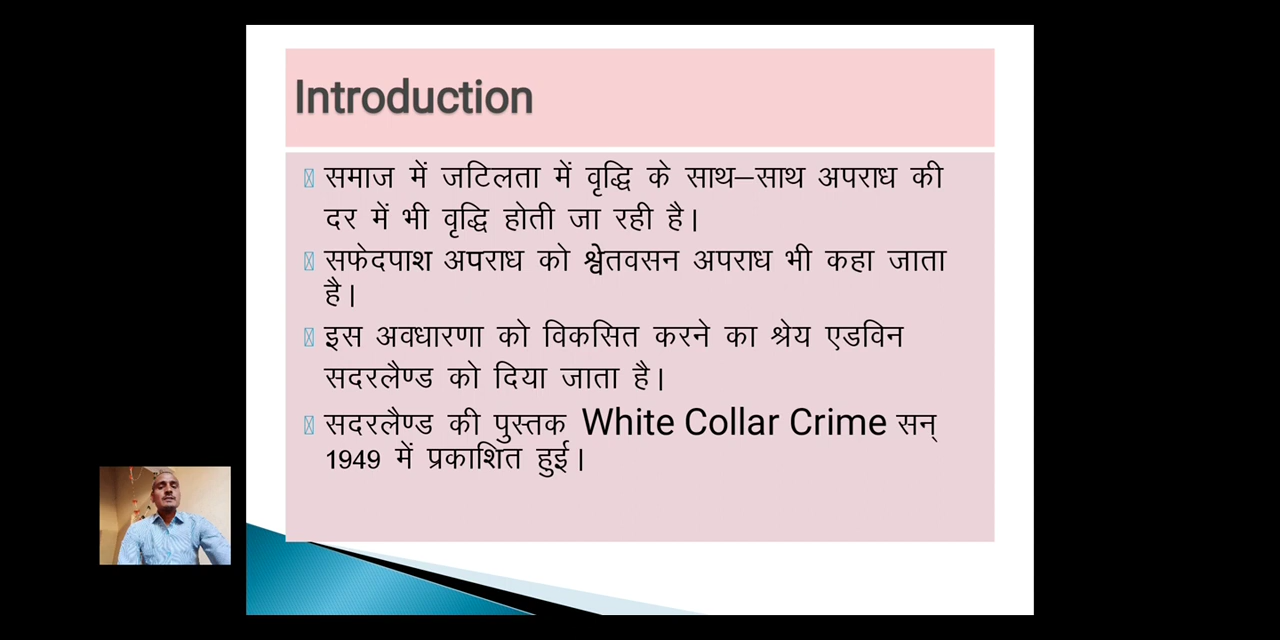 Introduction
समाज में जटिलता में वृद्धि के साथ–साथ अपराध की
दर में भी वृद्धि होती जा रही है।
सफेदपाश अपराध को श्वेतवसन अपराध भी कहा जाता
है।
इस अवधारणा को विकसित करने का श्रेय एडविन
सदरलैण्ड को दिया जाता है।
सदरलैण्ड की पुस्तक White Collar Crime सन्
1949 में प्रकाशित हुई।